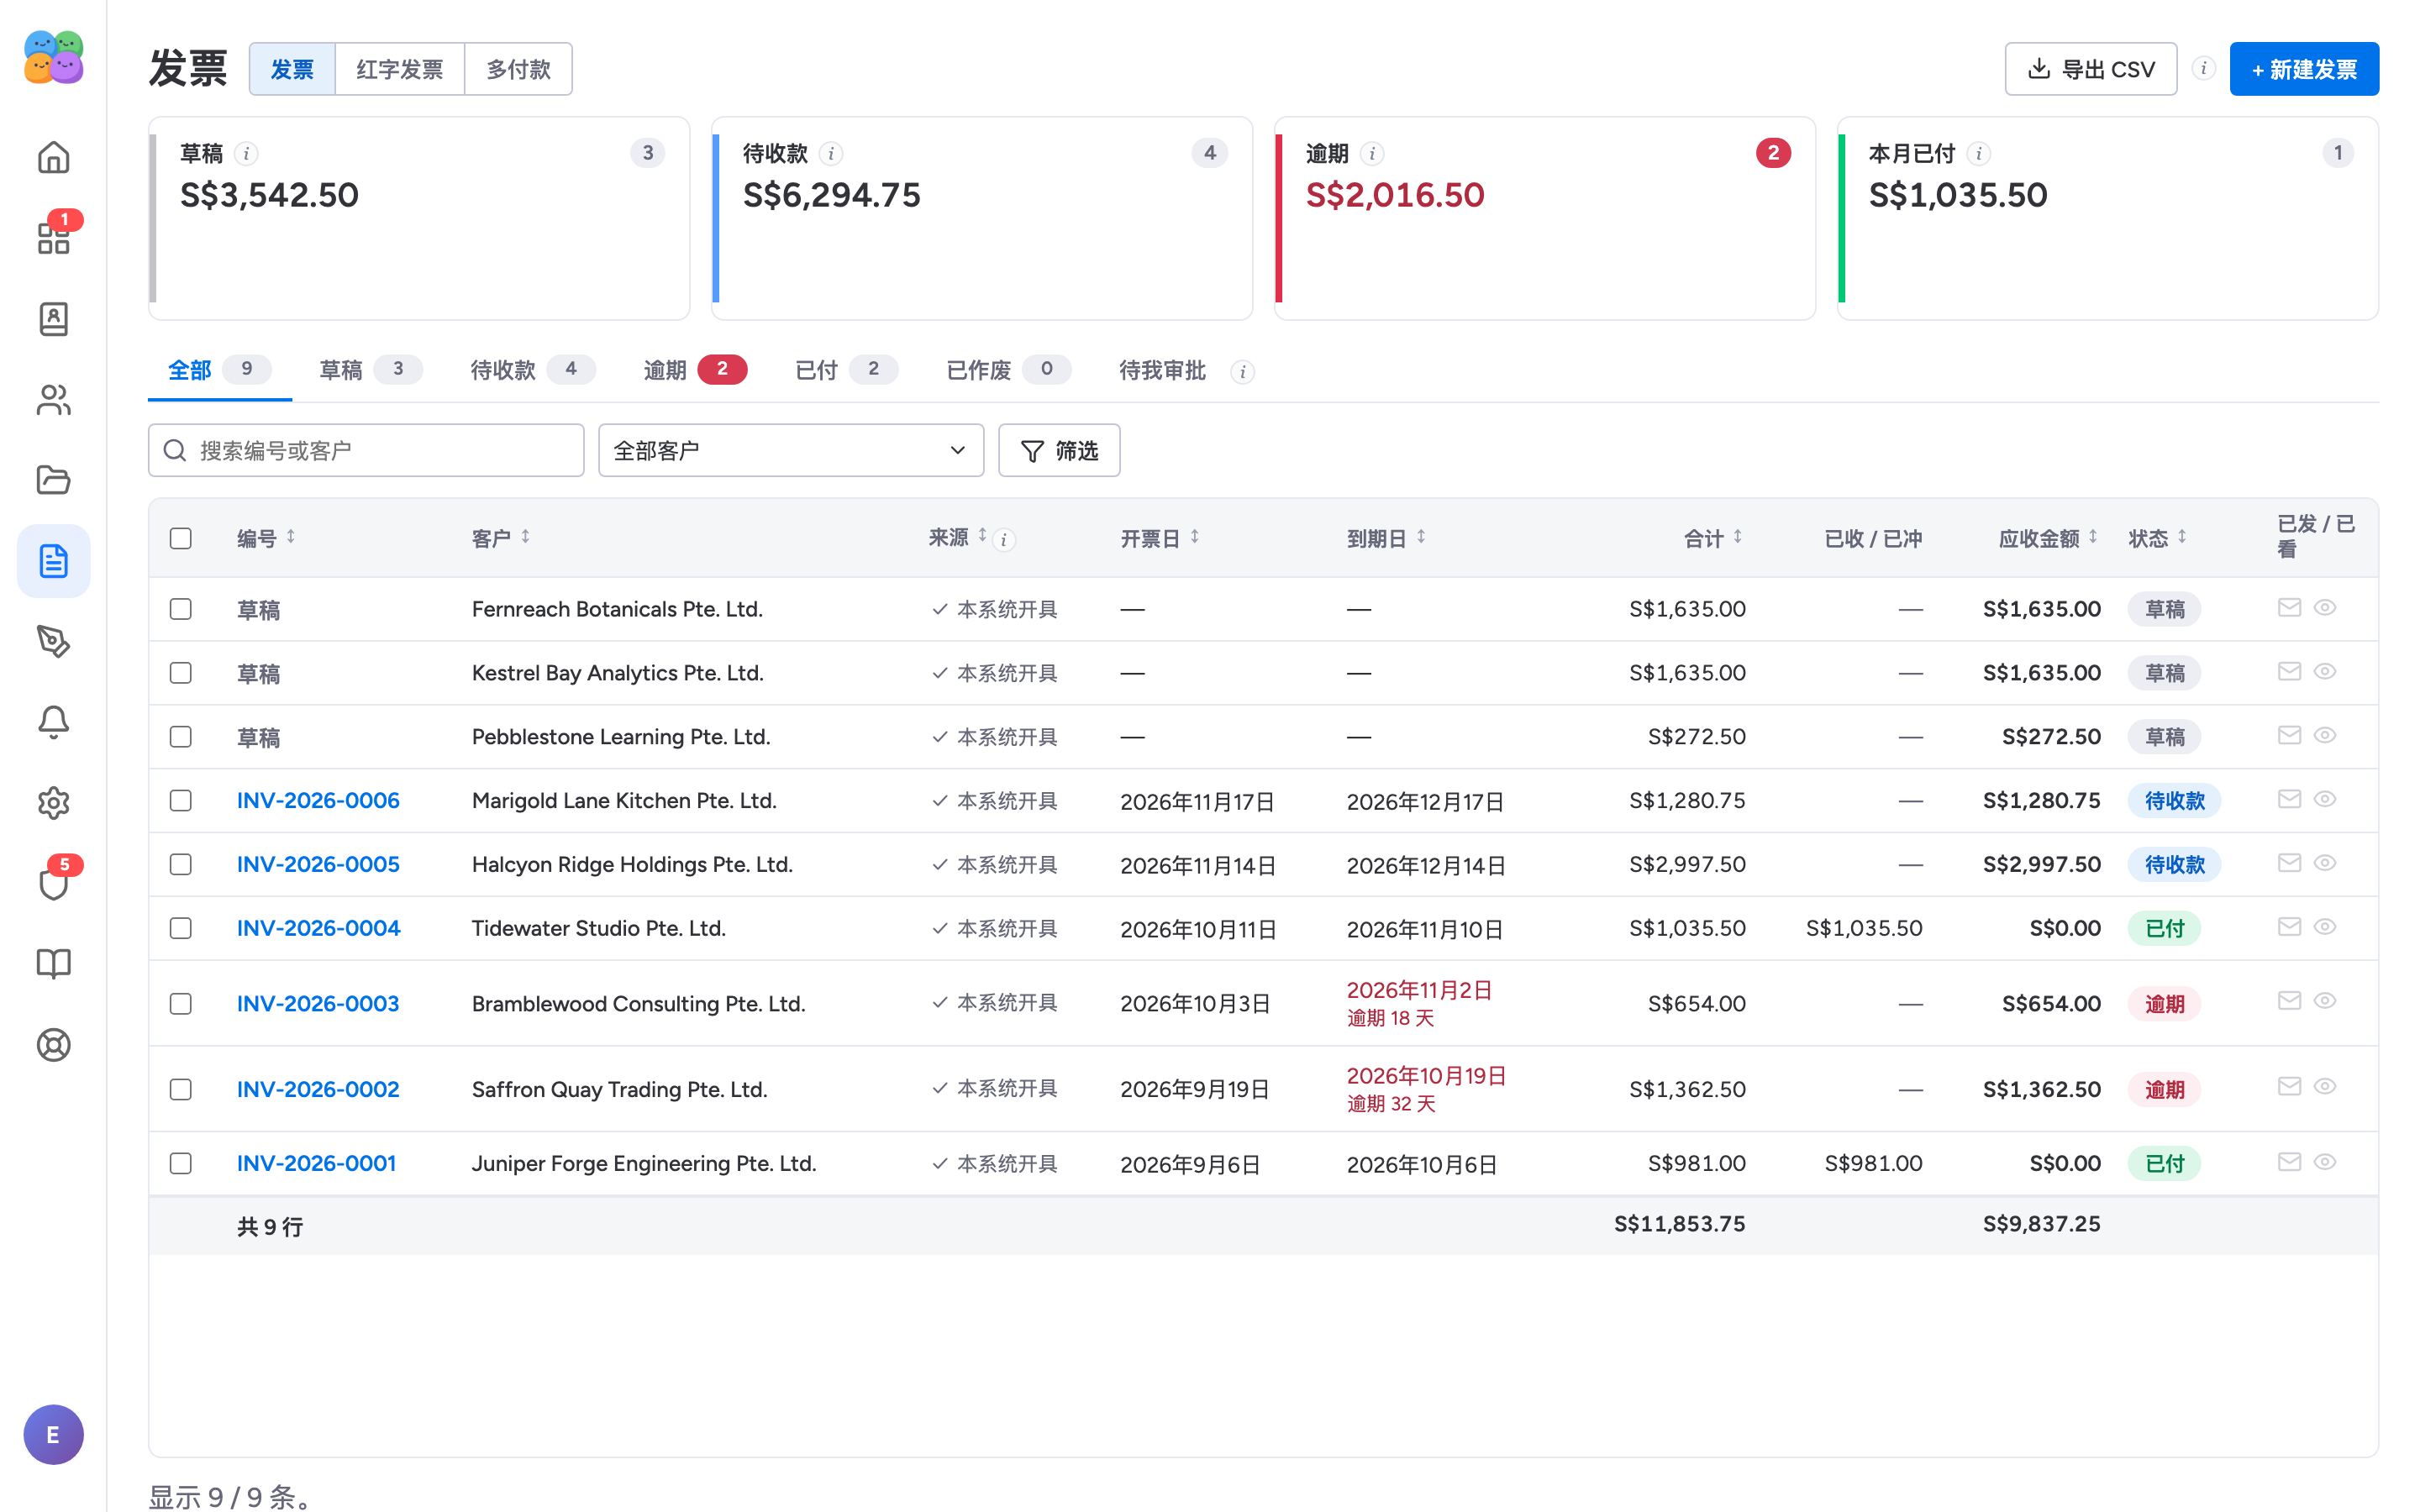 发票 发票 红字发票 多付款 导出 CSV i + 新建发票
草稿 i 3 待收款 i 4 逾期 i 2 本月已付 i 1
S$3,542.50 S$6,294.75 S$2,016.50 S$1,035.50
1
全部 9 草稿 3 待收款 4 逾期 2 已付 2 已作废 0 待我审批 i
搜索编号或客户 全部客户 筛选
编号 客户 来源 i 开票日 到期日 合计 已收 / 已冲 应收金额 状态 已发 / 已看
草稿 Fernreach Botanicals Pte. Ltd. 本系统开具 — — S$1,635.00 — S$1,635.00 草稿
草稿 Kestrel Bay Analytics Pte. Ltd. 本系统开具 — — S$1,635.00 — S$1,635.00 草稿
草稿 Pebblestone Learning Pte. Ltd. 本系统开具 — — S$272.50 — S$272.50 草稿
INV-2026-0006 Marigold Lane Kitchen Pte. Ltd. 本系统开具 2026年11月17日 2026年12月17日 S$1,280.75 — S$1,280.75 待收款
5
INV-2026-0005 Halcyon Ridge Holdings Pte. Ltd. 本系统开具 2026年11月14日 2026年12月14日 S$2,997.50 — S$2,997.50 待收款
INV-2026-0004 Tidewater Studio Pte. Ltd. 本系统开具 2026年10月11日 2026年11月10日 S$1,035.50 S$1,035.50 S$0.00 已付
INV-2026-0003 Bramblewood Consulting Pte. Ltd. 本系统开具 2026年10月3日 2026年11月2日 S$654.00 — S$654.00 逾期
逾期 18 天
INV-2026-0002 Saffron Quay Trading Pte. Ltd. 本系统开具 2026年9月19日 2026年10月19日 S$1,362.50 — S$1,362.50 逾期
逾期 32 天
INV-2026-0001 Juniper Forge Engineering Pte. Ltd. 本系统开具 2026年9月6日 2026年10月6日 S$981.00 S$981.00 S$0.00 已付
共 9 行 S$11,853.75 S$9,837.25
E
显示 9 / 9 条。